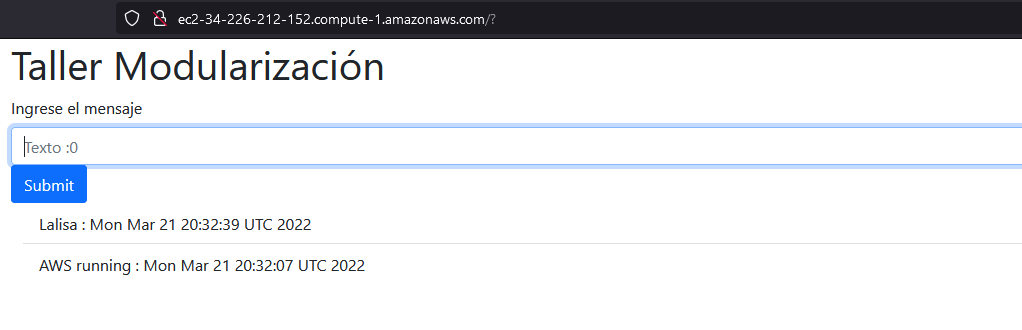 ec2-34-226-212-152.compute-1.amazonaws.com/?
Taller Modularización
Ingrese el mensaje
Texto :0
Submit
Lalisa : Mon Mar 21 20:32:39 UTC 2022
AWS running : Mon Mar 21 20:32:07 UTC 2022